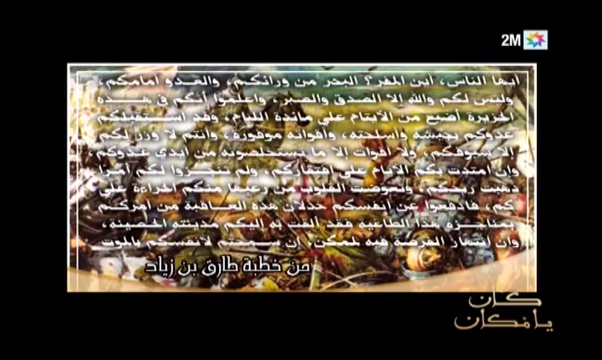 2M
أيها الناس، أين المفر؟ البحر من ورائكم، والعدو أمامكم،
وليس لكم والله إلا الصدق والصبر، واعلموا أنكم في هذه
الجزيرة أضيع من الأيتام على مائدة اللئام، وقد استقبلكم
عدوكم بجيشه وأسلحته، وأقواته موفورة، وأنتم لا وزر لكم
إلا سيوفكم، ولا أقوات إلا ما تستخلصونه من أيدي عدوكم
وإن امتدت بكم الأيام على افتقاركم، ولم تنجزوا لكم أمرا
ذهبت ريحكم، وتعوضت القلوب من رعبها منكم الجراءة علي
كم، فادفعوا عن أنفسكم خذلان هذه العاقبة من أمركم
بمناجزة هذا الطاغية فقد ألقت به إليكم مدينته الحصينة،
وإن انتهاز الفرصة فيه لممكن؛ إن سمحتم لأنفسكم بالموت
من خطبة طارق بن زياد
كان
يا مكان